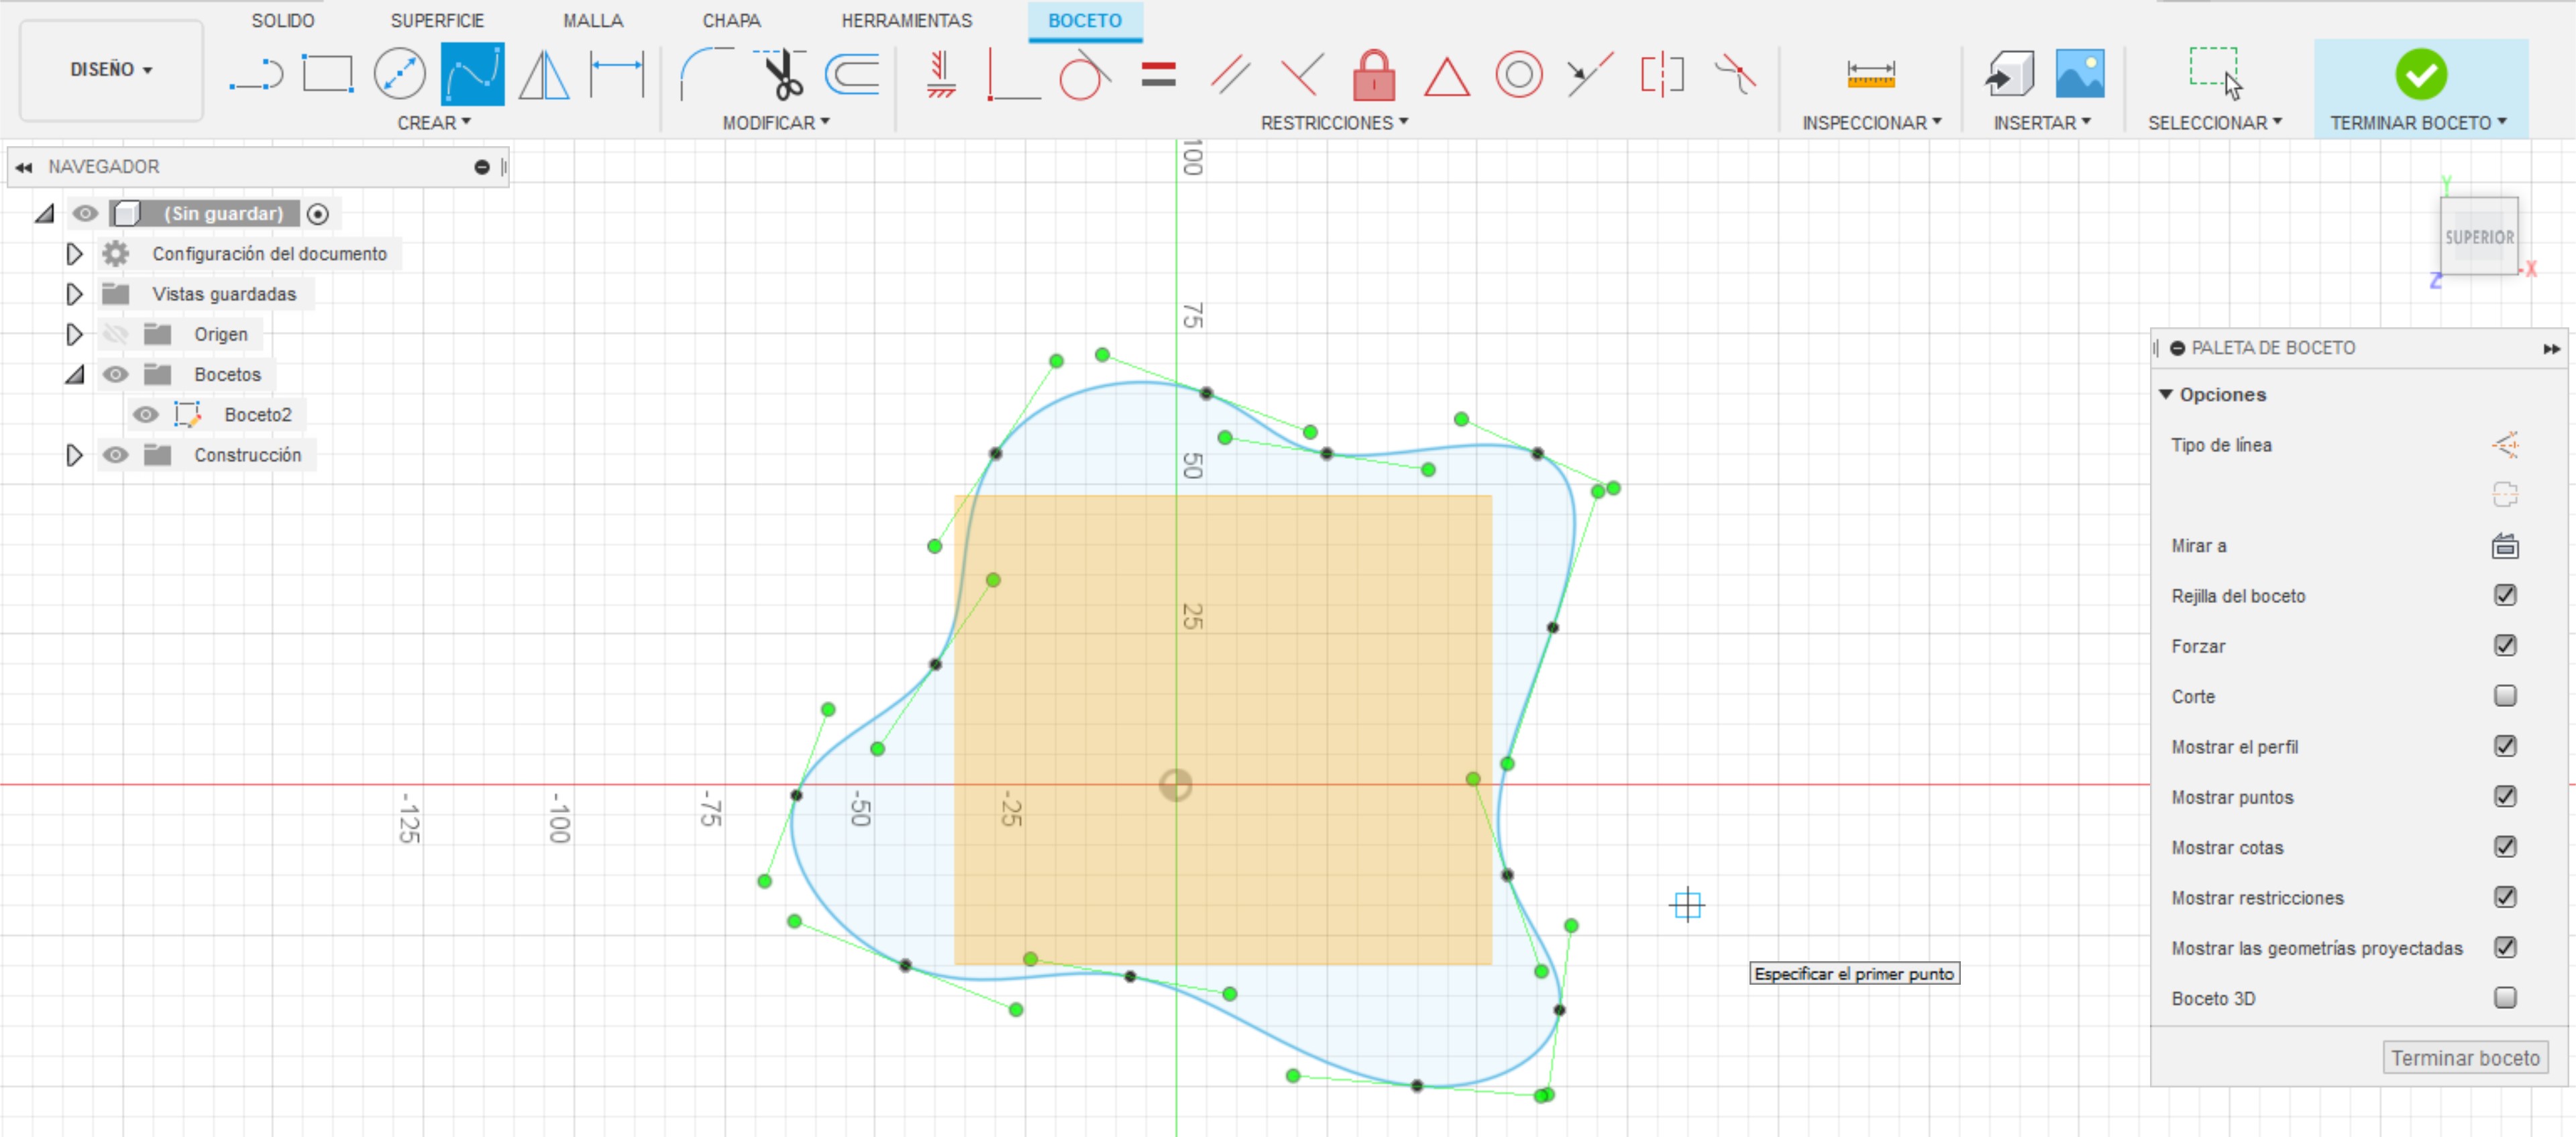 SOLIDO SUPERFICIE MALLA CHAPA HERRAMIENTAS BOCETO
DISEÑO
CREAR MODIFICAR RESTRICCIONES INSPECCIONAR INSERTAR SELECCIONAR TERMINAR BOCETO
NAVEGADOR
(Sin guardar)
Configuración del documento
Vistas guardadas
Origen
Bocetos
Boceto2
Construcción
100
75
50
25
-125
-100
-75
-50
-25
Especificar el primer punto
Y
SUPERIOR
X
Z
PALETA DE BOCETO
Opciones
Tipo de línea
Mirar a
Rejilla del boceto
Forzar
Corte
Mostrar el perfil
Mostrar puntos
Mostrar cotas
Mostrar restricciones
Mostrar las geometrías proyectadas
Boceto 3D
Terminar boceto